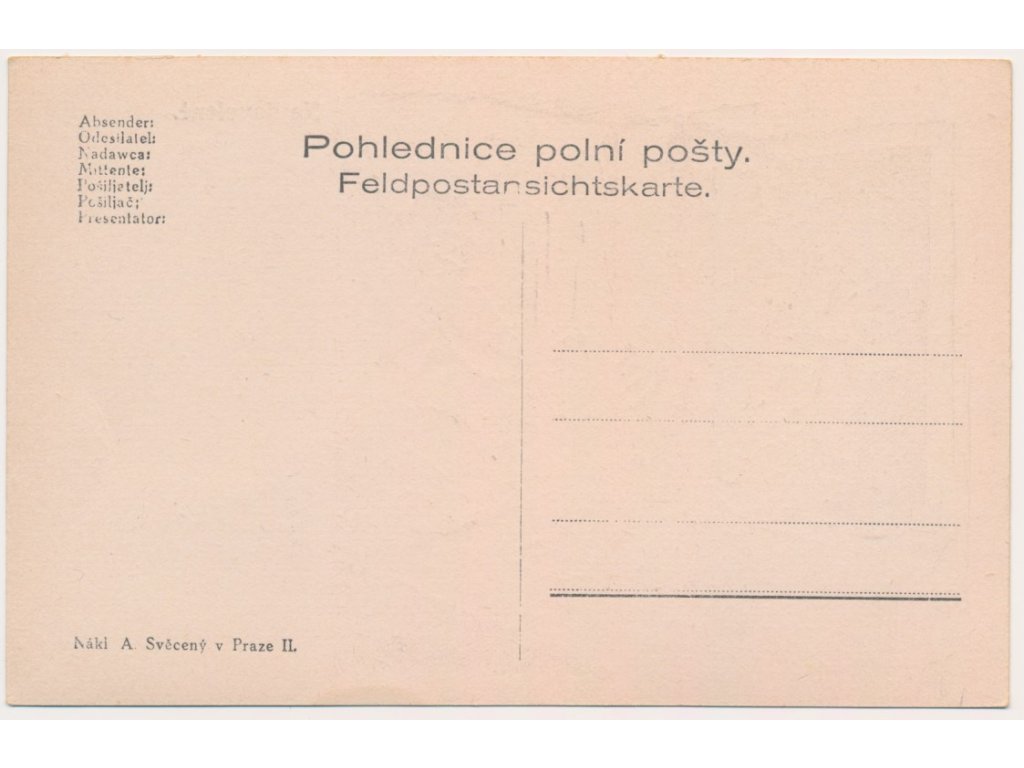 Absender:
Odesílatel:
Nadawca:
Mittente:
Pošiljatelj:
Pošiljač:
Presentator:
Pohlednice polní pošty.
Feldpostansichtskarte.
Nákl A. Svěcený v Praze II.